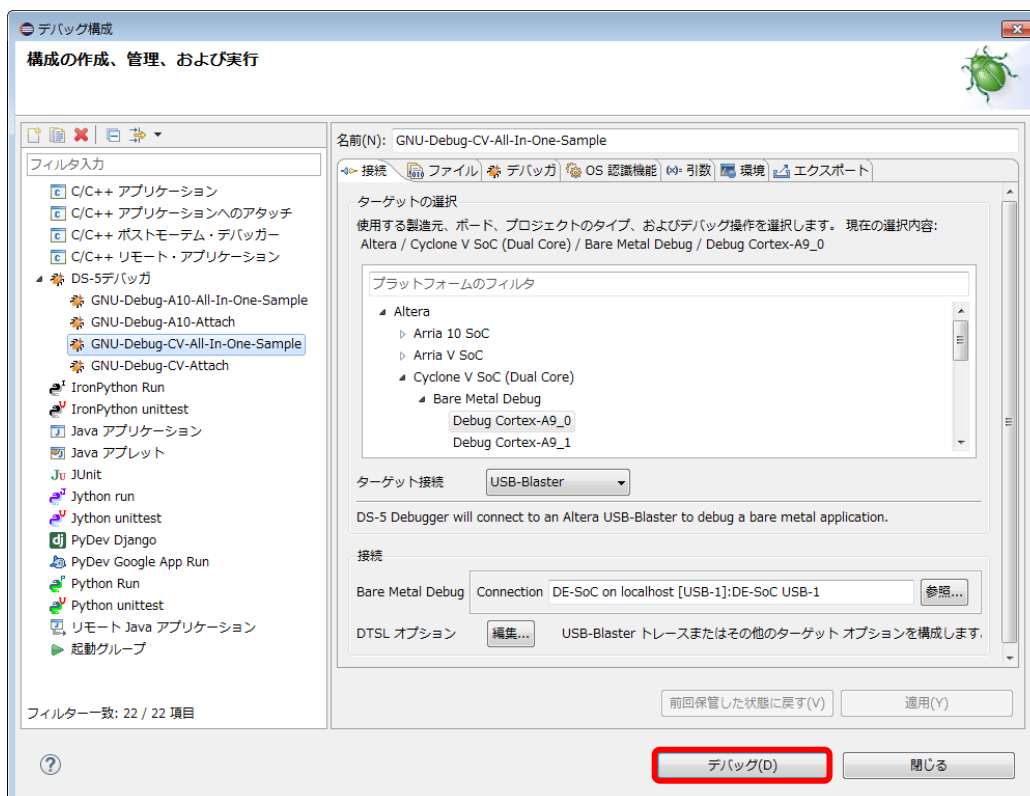 デバッグ構成
構成の作成、管理、および実行
フィルタ入力
C/C++ アプリケーション
C/C++ アプリケーションへのアタッチ
C/C++ ポストモーテム・デバッガー
C/C++ リモート・アプリケーション
DS-5デバッガ
GNU-Debug-A10-All-In-One-Sample
GNU-Debug-A10-Attach
GNU-Debug-CV-All-In-One-Sample
GNU-Debug-CV-Attach
IronPython Run
IronPython unittest
Java アプリケーション
Java アプレット
JUnit
Jython run
Jython unittest
PyDev Django
PyDev Google App Run
Python Run
Python unittest
リモート Java アプリケーション
起動グループ
フィルター一致: 22 / 22 項目
名前(N): GNU-Debug-CV-All-In-One-Sample
接続 ファイル デバッガ OS 認識機能 引数 環境 エクスポート
ターゲットの選択
使用する製造元、ボード、プロジェクトのタイプ、およびデバッグ操作を選択します。 現在の選択内容:
Altera / Cyclone V SoC (Dual Core) / Bare Metal Debug / Debug Cortex-A9_0
プラットフォームのフィルタ
Altera
Arria 10 SoC
Arria V SoC
Cyclone V SoC (Dual Core)
Bare Metal Debug
Debug Cortex-A9_0
Debug Cortex-A9_1
ターゲット接続 USB-Blaster
DS-5 Debugger will connect to an Altera USB-Blaster to debug a bare metal application.
接続
Bare Metal Debug Connection DE-SoC on localhost [USB-1]:DE-SoC USB-1 参照...
DTSL オプション 編集... USB-Blaster トレースまたはその他のターゲット オプションを構成します.
前回保管した状態に戻す(V) 適用(Y)
デバッグ(D) 閉じる